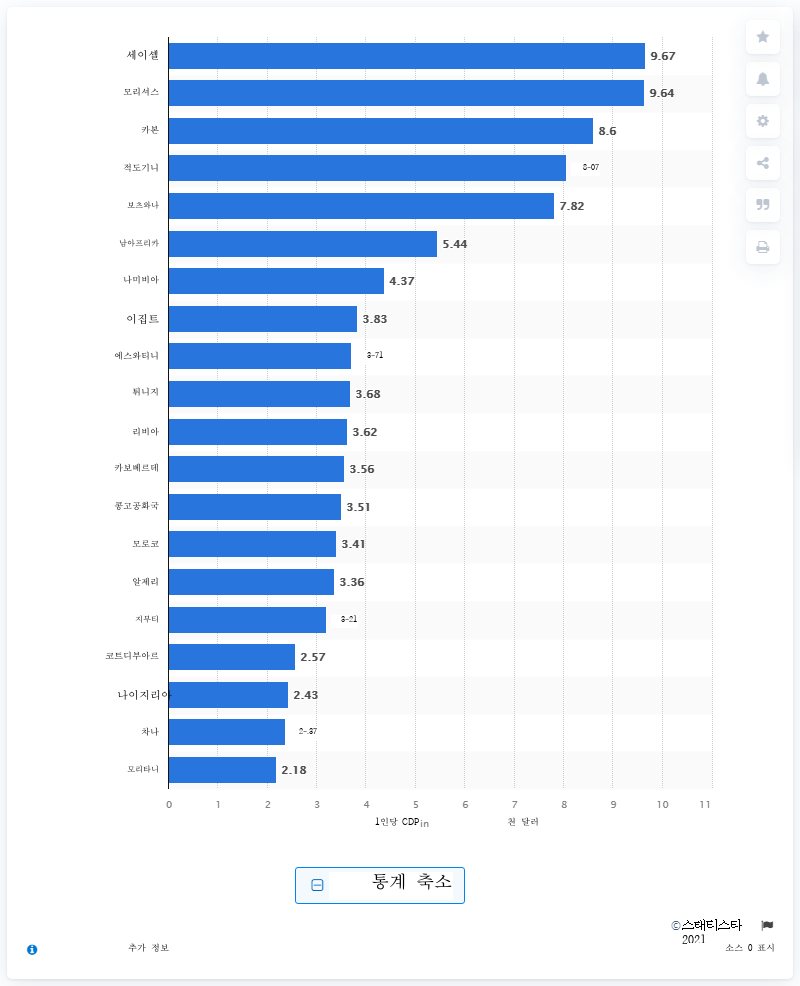 세이셸 9.67
모리셔스 9.64
카본 8.6
적도기니 8-07
보츠와나 7.82
남아프리카 5.44
나미비아 4.37
이집트 3.83
에스와티니 3-71
튀니지 3.68
리비아 3.62
카보베르데 3.56
콩고공화국 3.51
모로코 3.41
알제리 3.36
지부티 3-21
코트디부아르 2.57
나이지리아 2.43
차나 2-.37
모리타니 2.18
0 1 2 3 4 5 6 7 8 9 10 11
1인당 CDP in 천 달러
통계 축소
©스태티스타
2021
추가 정보 소스 0 표시